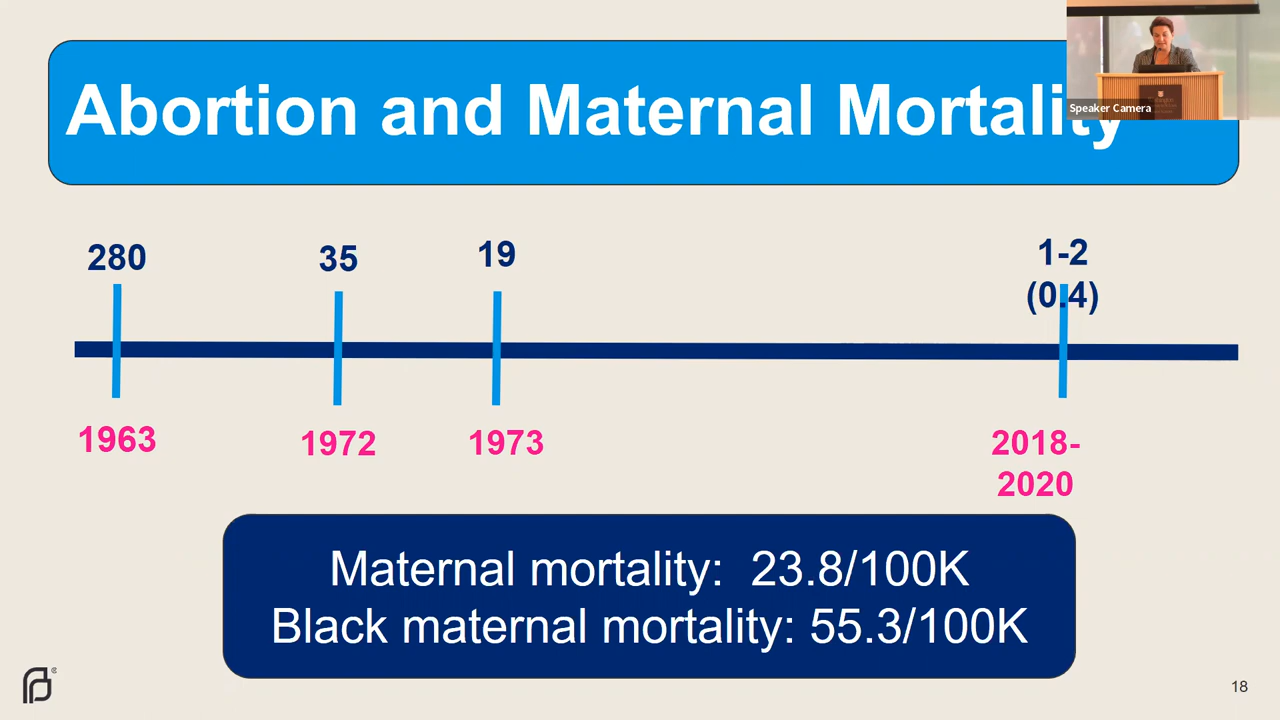 Abortion and Maternal Mortality
Speaker Camera
280
35
19
1-2
(0.4)
1963
1972
1973
2018-
2020
Maternal mortality: 23.8/100K
Black maternal mortality: 55.3/100K
18